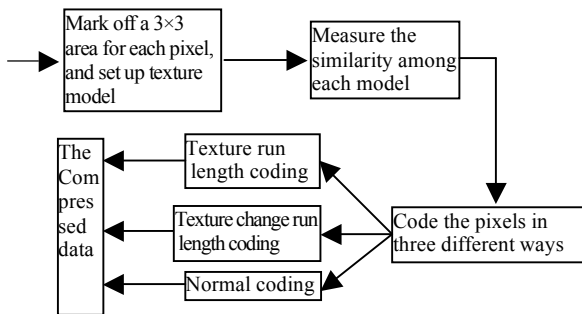 Mark off a 3×3
area for each pixel,
and set up texture
model
Measure the
similarity among
each model
Code the pixels in
three different ways
Texture run
length coding
Texture change run
length coding
Normal coding
The
Com
pres
sed
data